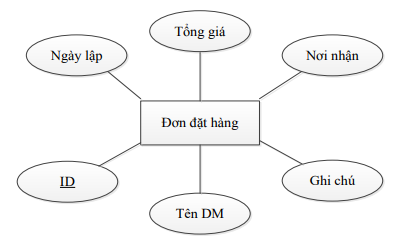 Tổng giá
Ngày lập
Nơi nhận
Đơn đặt hàng
ID
Ghi chú
Tên DM